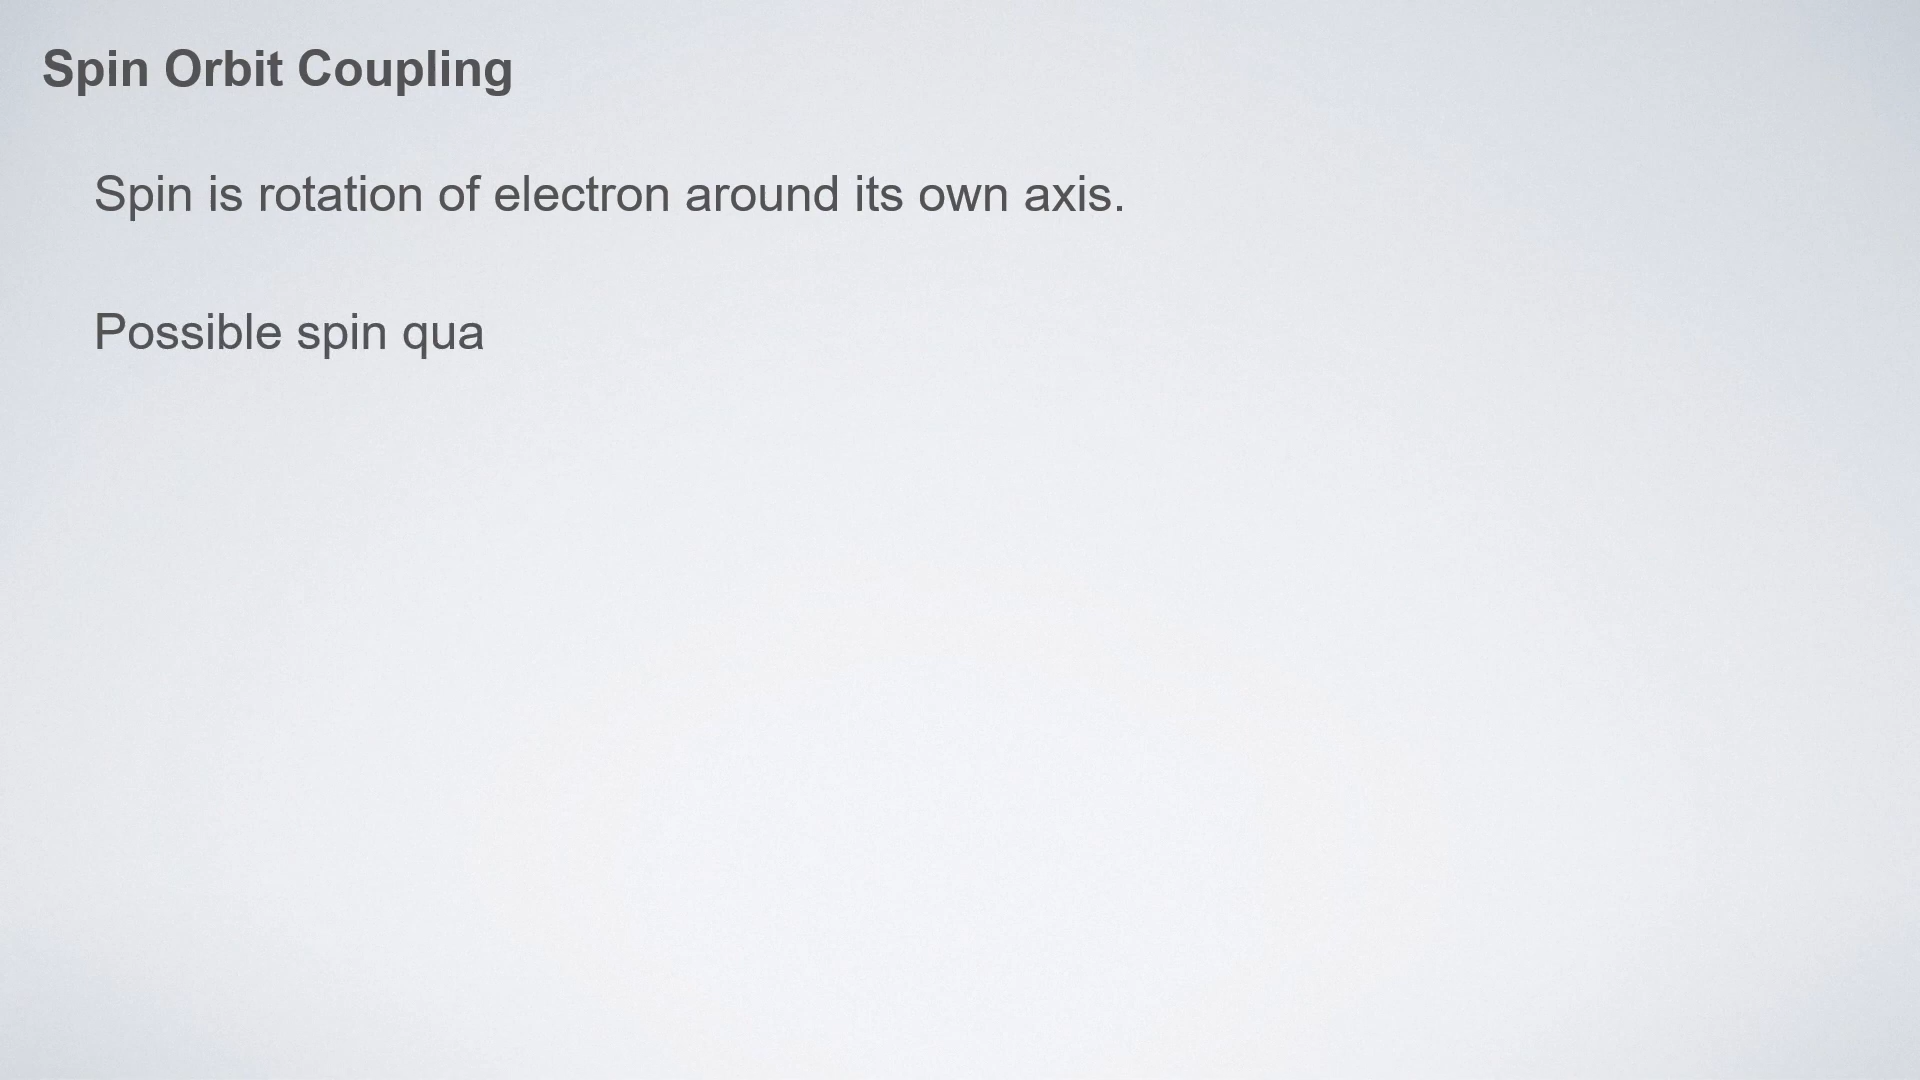 Spin Orbit Coupling
Spin is rotation of electron around its own axis.
Possible spin qua